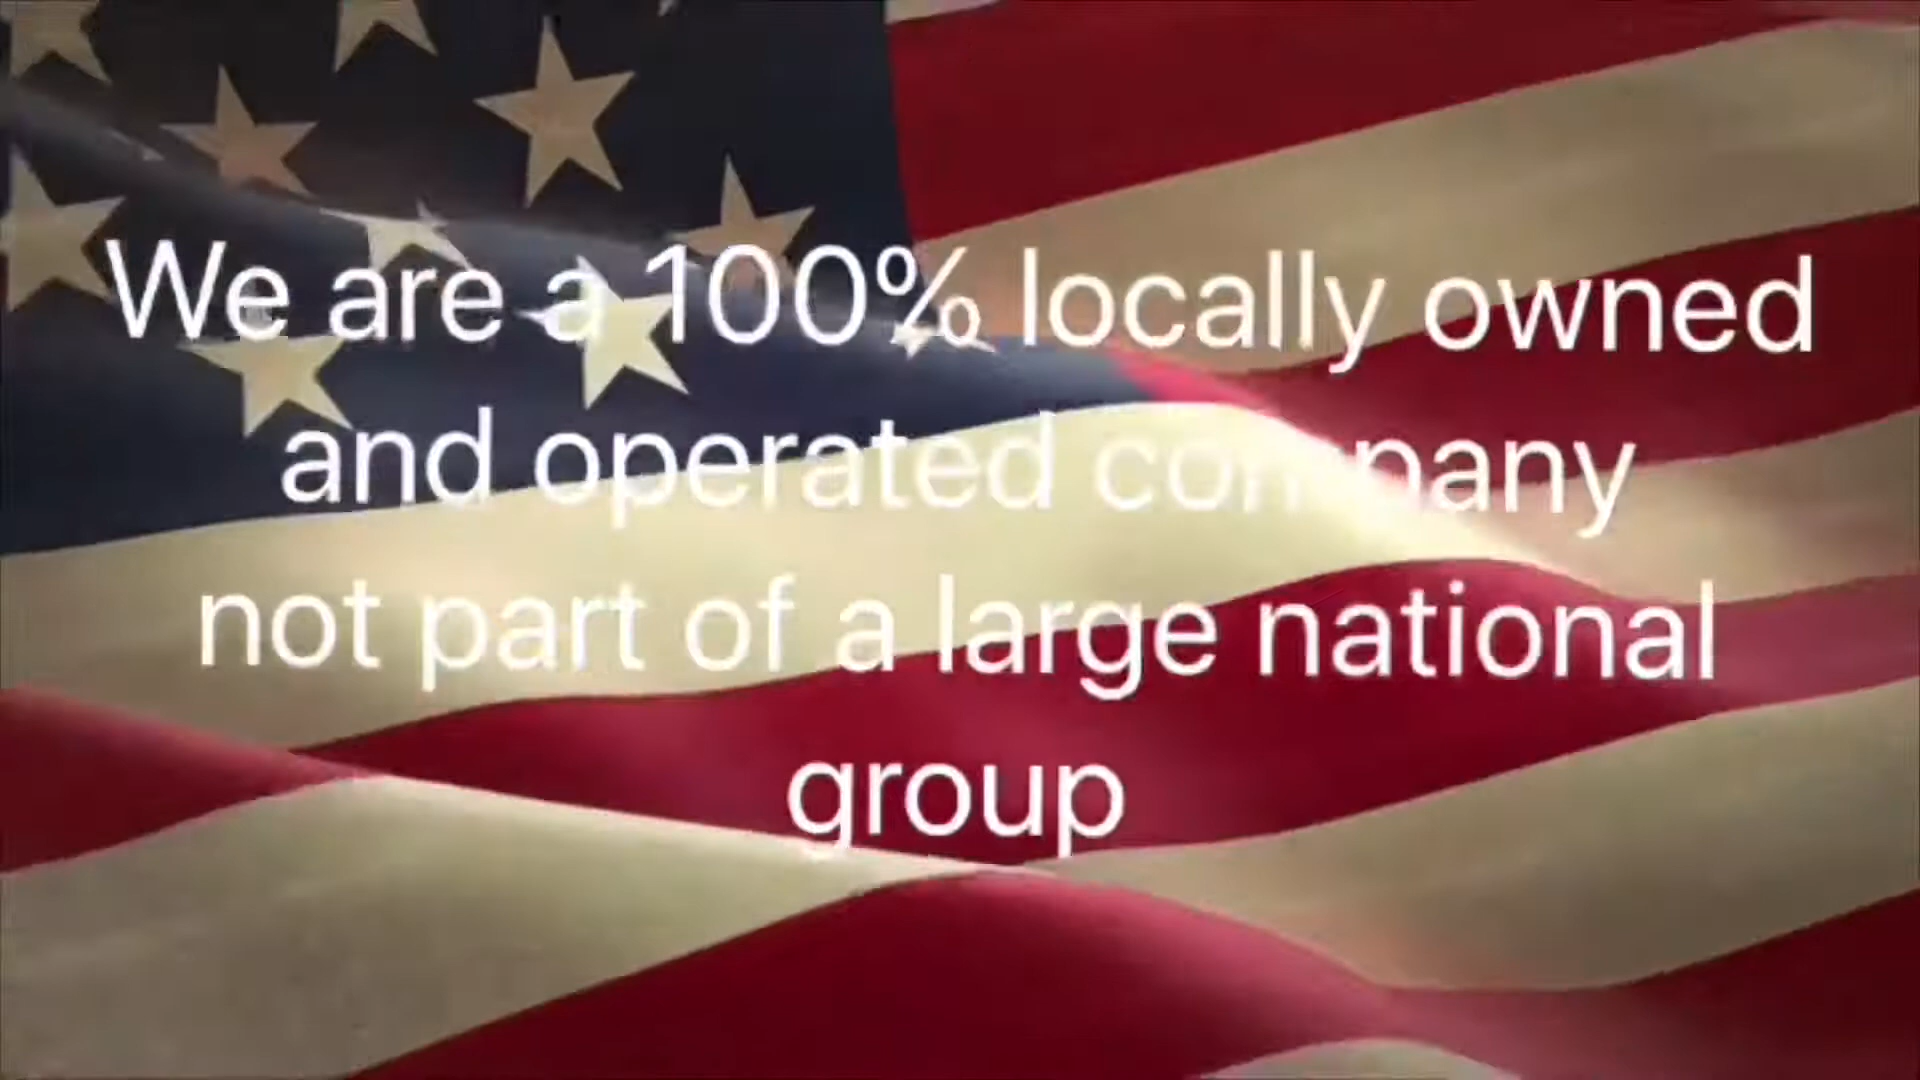 We are a 100% locally owned
and operated company
not part of a large national
group